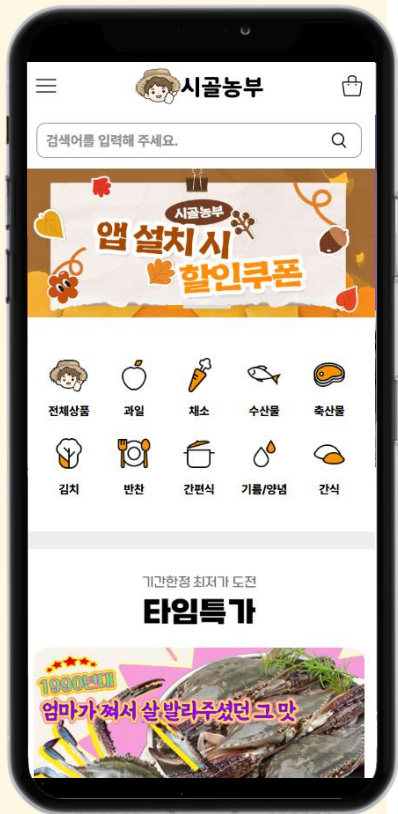 시골농부
검색어를 입력해 주세요.
시골농부
앱 설치 시
할인쿠폰
전체상품 과일 채소 수산물 축산물
김치 반찬 간편식 기름/양념 간식
기간한정 최저가 도전
타임특가
1990년대
엄마가 쪄서 살 발라주셨던 그 맛